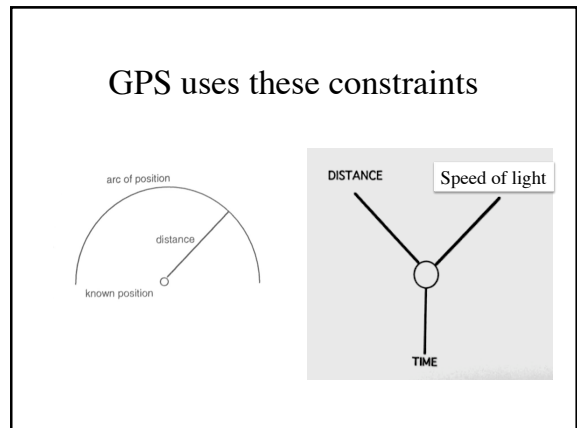 GPS uses these constraints
arc of position
distance
known position
DISTANCE
Speed of light
TIME